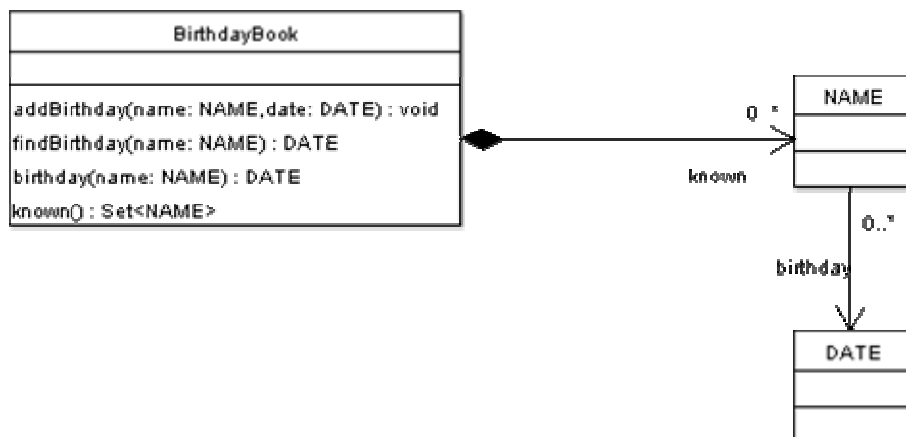 BirthdayBook
addBirthday(name: NAME,date: DATE) : void
findBirthday(name: NAME) : DATE
birthday(name: NAME) : DATE
known() : Set<NAME>
0 *
known
NAME
0..*
birthday
DATE